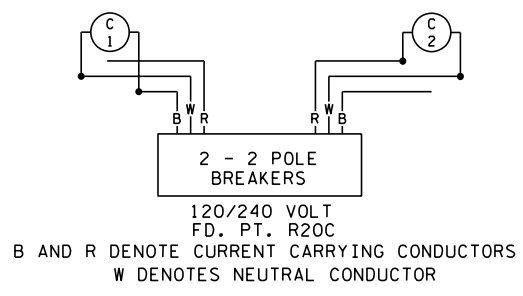 C
1
C
2
B
W
R
R
W
B
2 - 2 POLE
BREAKERS
120/240 VOLT
FD. PT. R20C
B AND R DENOTE CURRENT CARRYING CONDUCTORS
W DENOTES NEUTRAL CONDUCTOR